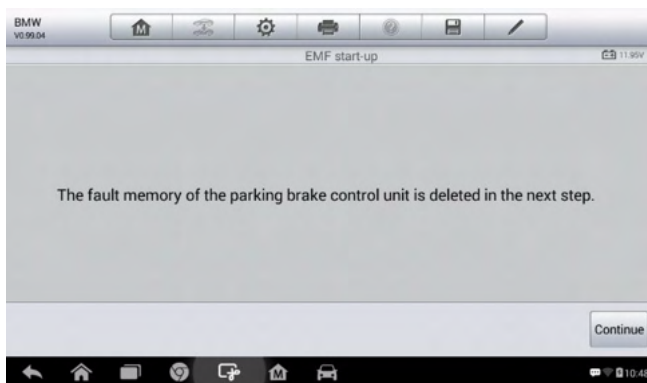 BMW
V0.99.04
M
EMF start-up
11.95V
The fault memory of the parking brake control unit is deleted in the next step.
Continue
M
10:48